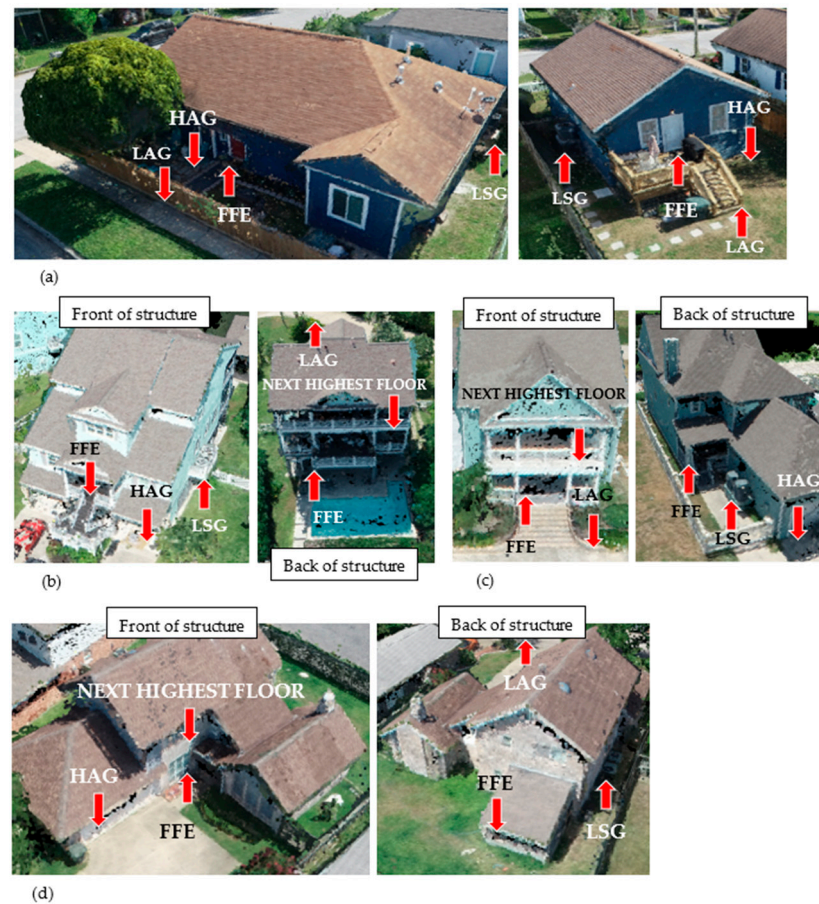 HAG
LAG
FFE
LSG
HAG
LSG
FFE
LAG
(a)
Front of structure
FFE
HAG
LSG
LAG
NEXT HIGHEST FLOOR
FFE
Back of structure
(b)
Front of structure
NEXT HIGHEST FLOOR
LAG
FFE
Back of structure
FFE
LSG
HAG
(c)
Front of structure
NEXT HIGHEST FLOOR
HAG
FFE
Back of structure
LAG
FFE
LSG
(d)